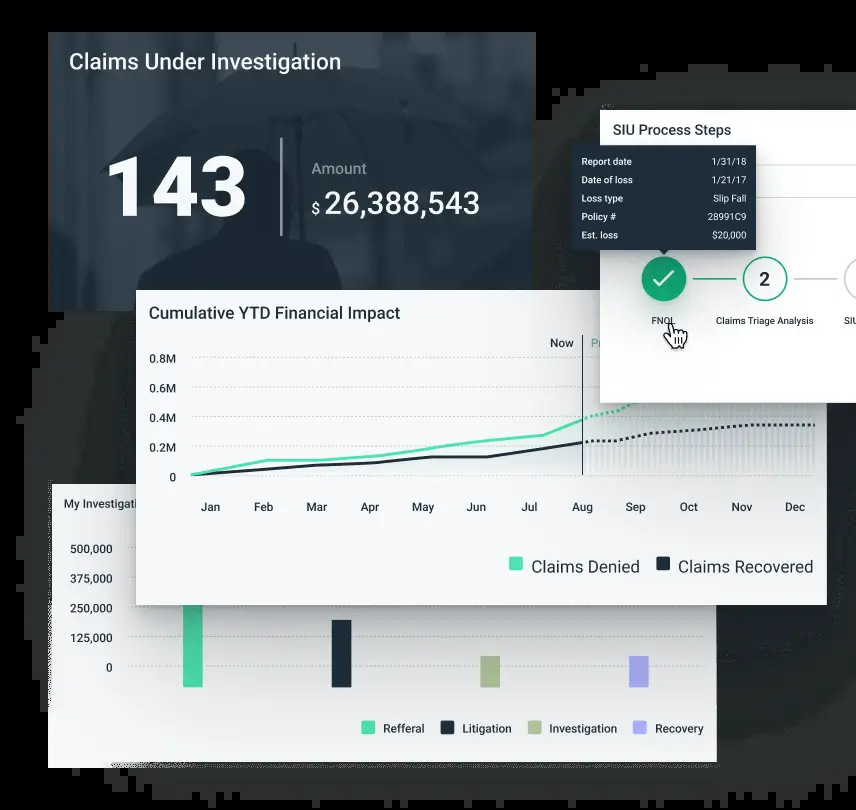 Claims Under Investigation
143
Amount
$ 26,388,543
SIU Process Steps
Report date 1/31/18
Date of loss 1/21/17
Loss type Slip Fall
Policy # 28991C9
Est. loss $20,000
2
FNOL
Claims Triage Analysis
SIU
Cumulative YTD Financial Impact
Now
0.8M
0.6M
0.4M
0.2M
0
Jan Feb Mar Apr May Jun Jul Aug Sep Oct Nov Dec
Claims Denied Claims Recovered
My Investigati
500,000
375,000
250,000
125,000
0
Refferal Litigation Investigation Recovery